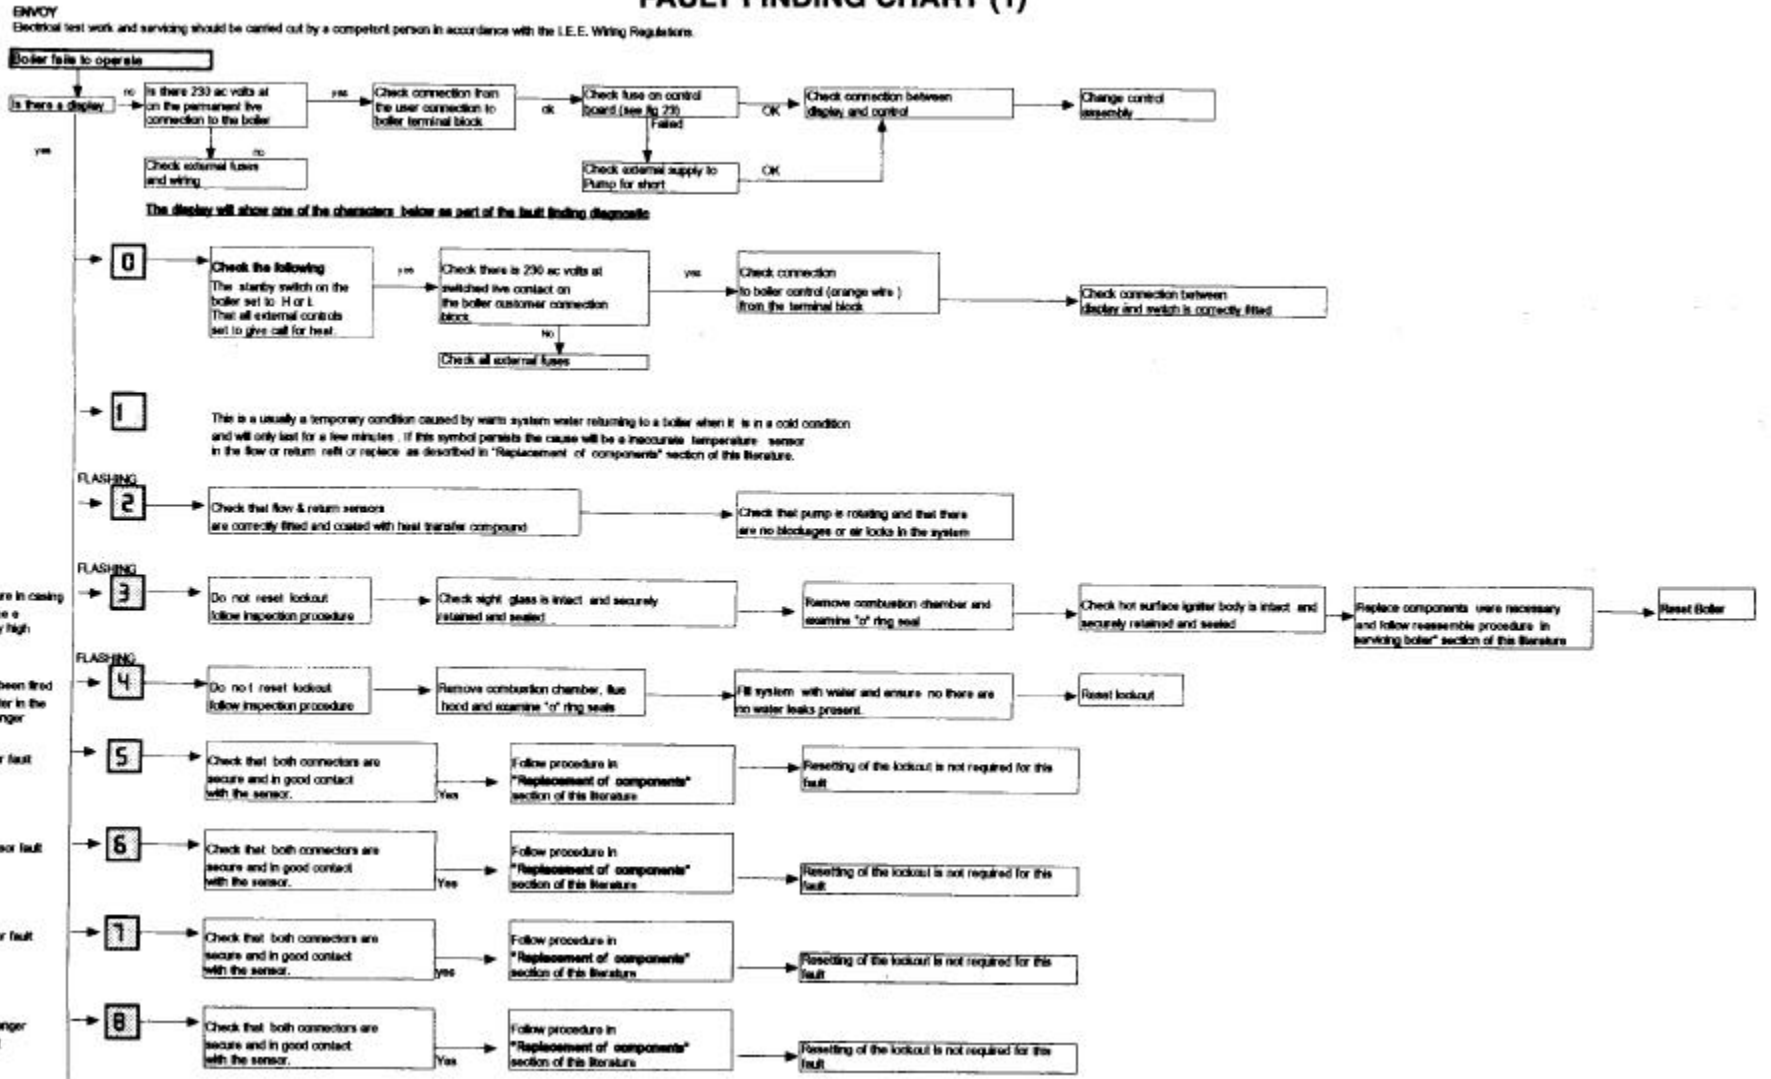 FAULT FINDING CHART (1)
ENVOY
Electrical test work and servicing should be carried out by a competent person in accordance with the I.E.E. Wiring Regulations.
Boiler fails to operate
Is there a display
no
Is there 230 ac volts at
on the permanent live
connection to the boiler
yes
Check connection from
the user connection to
boiler terminal block
ok
Check fuse on control
board (see fig 23)
OK
Check connection between
display and control
Change control
assembly
Failed
yes
no
Check external fuses
and wiring
Check external supply to
Pump for short
OK
The display will show one of the characters below as part of the fault finding diagnostic
0
Check the following
The stanby switch on the
boiler set to H or I.
That all external controls
set to give call for heat.
yes
Check there is 230 ac volts at
switched live contact on
the boiler customer connection
block
yes
Check connection
to boiler control (orange wire )
from the terminal block
Check connection between
display and switch is correctly fitted
No
Check all external fuses
1
This is a usually a temporary condition caused by warm system water returning to a boiler when it is in a cold condition
and will only last for a few minutes . If this symbol persists the cause will be a inaccurate temperature sensor
in the flow or return refit or replace as described in "Replacement of components" section of this literature.
FLASHING
2
Check that flow & return sensors
are correctly fitted and coated with heat transfer compound
Check that pump is rotating and that there
are no blockages or air locks in the system
FLASHING
re in casing
e a
high
3
Do not reset lockout
follow inspection procedure
Check sight glass is intact and securely
retained and sealed
Remove combustion chamber and
examine "o" ring seal
Check hot surface igniter body is intact and
securely retained and sealed
Replace components were necessary
and follow reassemble procedure in
servicing boiler" section of this literature
Reset Boiler
FLASHING
been fired
ter in the
nger
4
Do no t reset lockout
follow inspection procedure
Remove combustion chamber, flue
hood and examine "o" ring seals
Fill system with water and ensure no there are
no water leaks present.
Reset lockout
r fault
5
Check that both connectors are
secure and in good contact
with the sensor.
Yes
Follow procedure in
"Replacement of components"
section of this literature
Resetting of the lockout is not required for this
fault
sor fault
6
Check that both connectors are
secure and in good contact
with the sensor.
Yes
Follow procedure in
"Replacement of components"
section of this literature
Resetting of the lockout is not required for this
fault
r fault
7
Check that both connectors are
secure and in good contact
with the sensor.
yes
Follow procedure in
"Replacement of components"
section of this literature
Resetting of the lockout is not required for this
fault
nger
8
Check that both connectors are
secure and in good contact
with the sensor.
Yes
Follow procedure in
"Replacement of components"
section of this literature
Resetting of the lockout is not required for this
fault